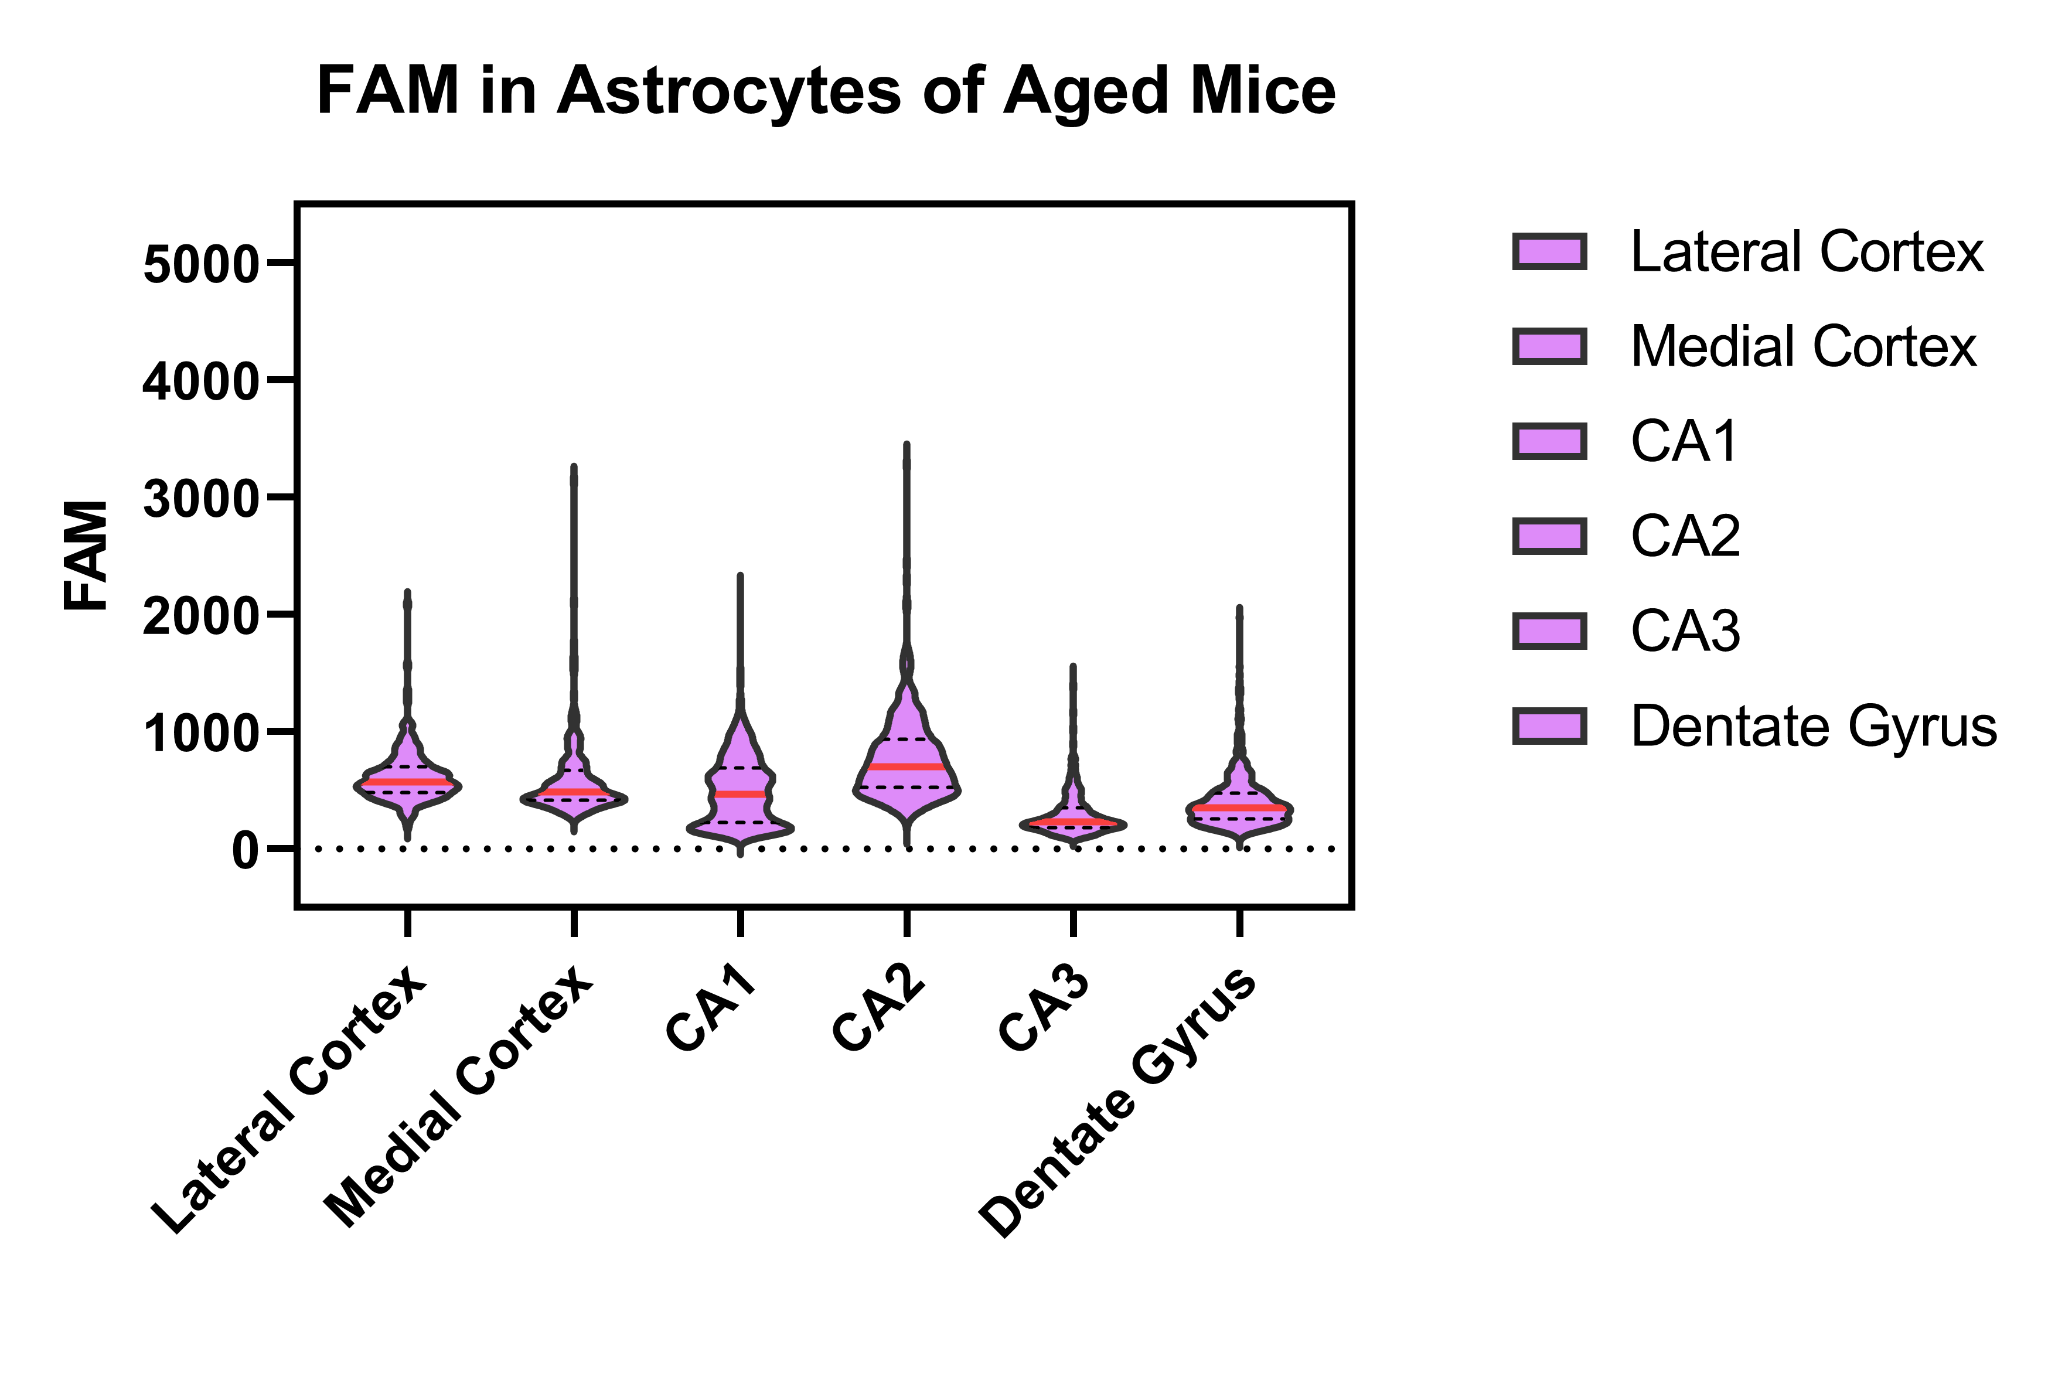 FAM in Astrocytes of Aged Mice
FAM
5000
4000
3000
2000
1000
0
Lateral Cortex
Medial Cortex
CA1
CA2
CA3
Dentate Gyrus
Lateral Cortex
Medial Cortex
CA1
CA2
CA3
Dentate Gyrus